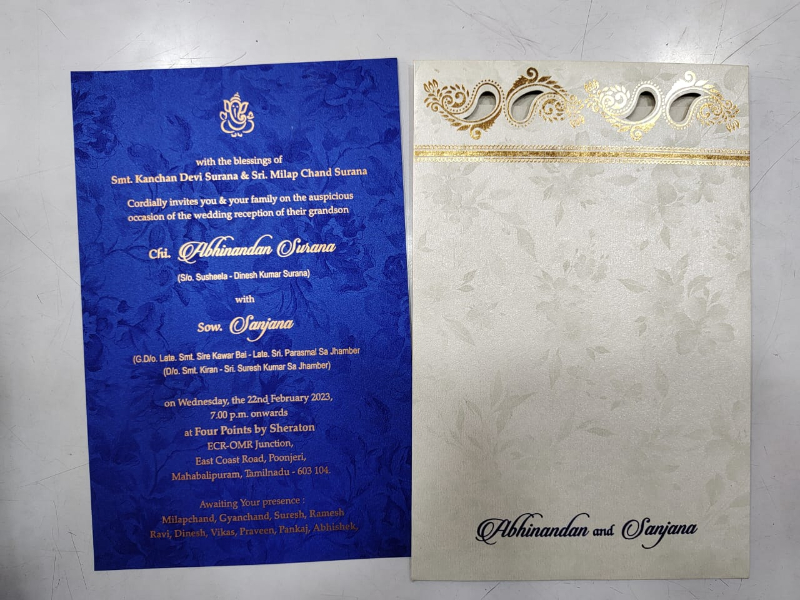 with the blessings of
Smt. Kanchan Devi Surana & Sri. Milap Chand Surana
Cordially invites you & your family on the auspicious
occasion of the wedding reception of their grandson
Chi. Abhinandan Surana
(S/o. Susheela - Dinesh Kumar Surana)
with
Sow. Sanjana
(G.D/o. Late. Smt. Sire Kawar Bai - Late. Sri. Parasmal Sa Jhamber
(D/o. Smt. Kiran - Sri. Suresh Kumar Sa Jhamber)
on Wednesday, the 22nd February 2023,
7.00 p.m. onwards
at Four Points by Sheraton
ECR-OMR Junction,
East Coast Road, Poonjeri,
Mahabalipuram, Tamilnadu - 603 104.
Awaiting Your presence :
Milapchand, Gyanchand, Suresh, Ramesh
Ravi, Dinesh, Vikas, Praveen, Pankaj, Abhishek,
Abhinandan and Sanjana